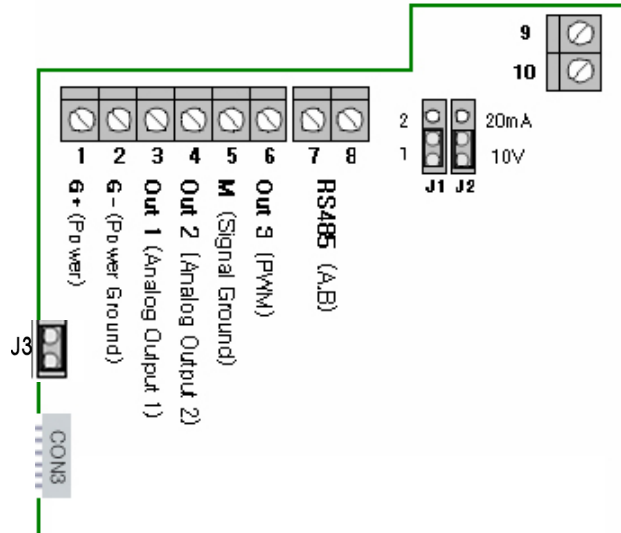 9
10
2 20mA
1 10V
J1 J2
1 2 3 4 5 6 7 8
G+ (Power)
G- (Power Ground)
Out 1 (Analog Output 1)
Out 2 (Analog Output 2)
M (Signal Ground)
Out 3 (PWM)
RS485 (A,B)
J3
CON3